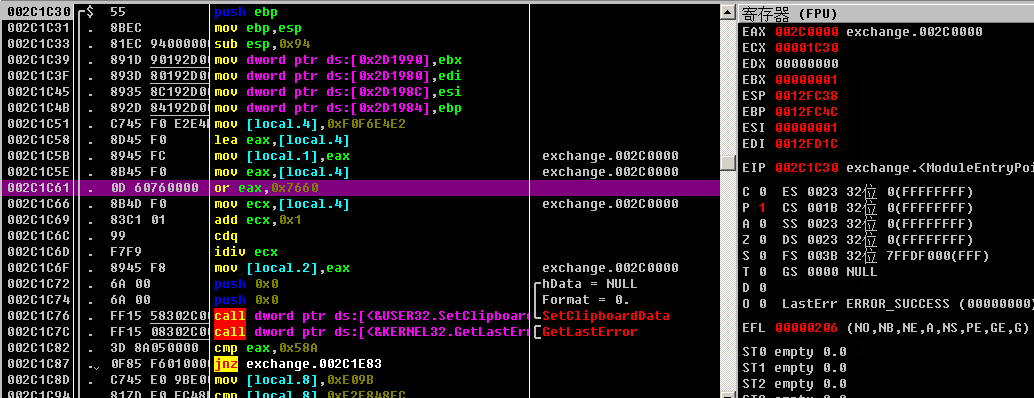 002C1C30 $ 55 push ebp
002C1C31 . 8BEC mov ebp,esp
002C1C33 . 81EC 94000000 sub esp,0x94
002C1C39 . 891D 90192D00 mov dword ptr ds:[0x2D1990],ebx
002C1C3F . 893D 80192D00 mov dword ptr ds:[0x2D1980],edi
002C1C45 . 8935 8C192D00 mov dword ptr ds:[0x2D198C],esi
002C1C4B . 892D 84192D00 mov dword ptr ds:[0x2D1984],ebp
002C1C51 . C745 F0 E2E4 mov [local.4],0xF0F6E4E2
002C1C58 . 8D45 F0 lea eax,[local.4]
002C1C5B . 8945 FC mov [local.1],eax exchange.002C0000
002C1C5E . 8B45 F0 mov eax,[local.4] exchange.002C0000
002C1C61 . 0D 60760000 or eax,0x7660
002C1C66 . 8B4D F0 mov ecx,[local.4] exchange.002C0000
002C1C69 . 83C1 01 add ecx,0x1
002C1C6C . 99 cdq
002C1C6D . F7F9 idiv ecx
002C1C6F . 8945 F8 mov [local.2],eax exchange.002C0000
002C1C72 . 6A 00 push 0x0 hData = NULL
002C1C74 . 6A 00 push 0x0 Format = 0.
002C1C76 . FF15 58302C00 call dword ptr ds:[<&USER32.SetClipboard SetClipboardData
002C1C7C . FF15 08302C00 call dword ptr ds:[<&KERNEL32.GetLastErr GetLastError
002C1C82 . 3D 8A050000 cmp eax,0x58A
002C1C87 . 0F85 F6010000 jnz exchange.002C1E83
002C1C8D . C745 E0 9BE0 mov [local.8],0xE09B
寄存器 (FPU)
EAX 002C0000 exchange.002C0000
ECX 00001C30
EDX 00000000
EBX 00000001
ESP 0012FC38
EBP 0012FC4C
ESI 00000001
EDI 0012FD1C
EIP 002C1C30 exchange.<ModuleEntryPoi
C 0 ES 0023 32位 0(FFFFFFFF)
P 1 CS 001B 32位 0(FFFFFFFF)
A 0 SS 0023 32位 0(FFFFFFFF)
Z 0 DS 0023 32位 0(FFFFFFFF)
S 0 FS 003B 32位 7FFDF000(FFF)
T 0 GS 0000 NULL
D 0
O 0 LastErr ERROR_SUCCESS (00000000)
EFL 00000206 (NO,NB,NE,A,NS,PE,GE,G)
ST0 empty 0.0
ST1 empty 0.0
ST2 empty 0.0
ST3 empty 0.0